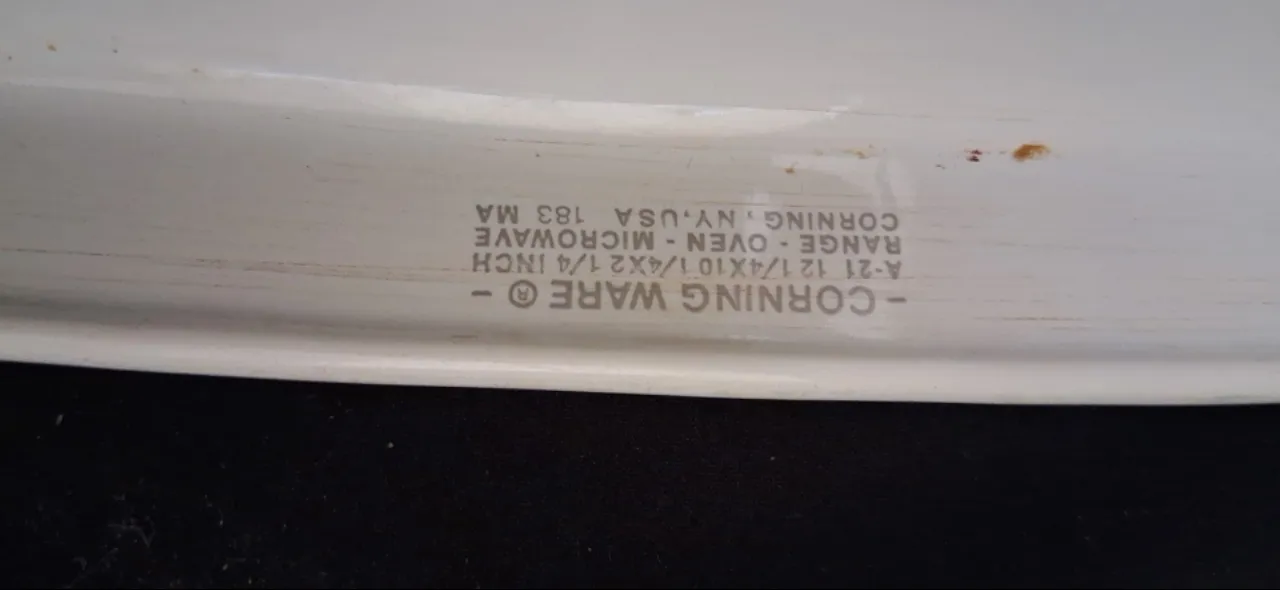 - CORNING WARE ® -
A-21 12 1/4X10 1/4X2 1/4 INCH
RANGE - OVEN - MICROWAVE
CORNING, NY. USA 183 MA